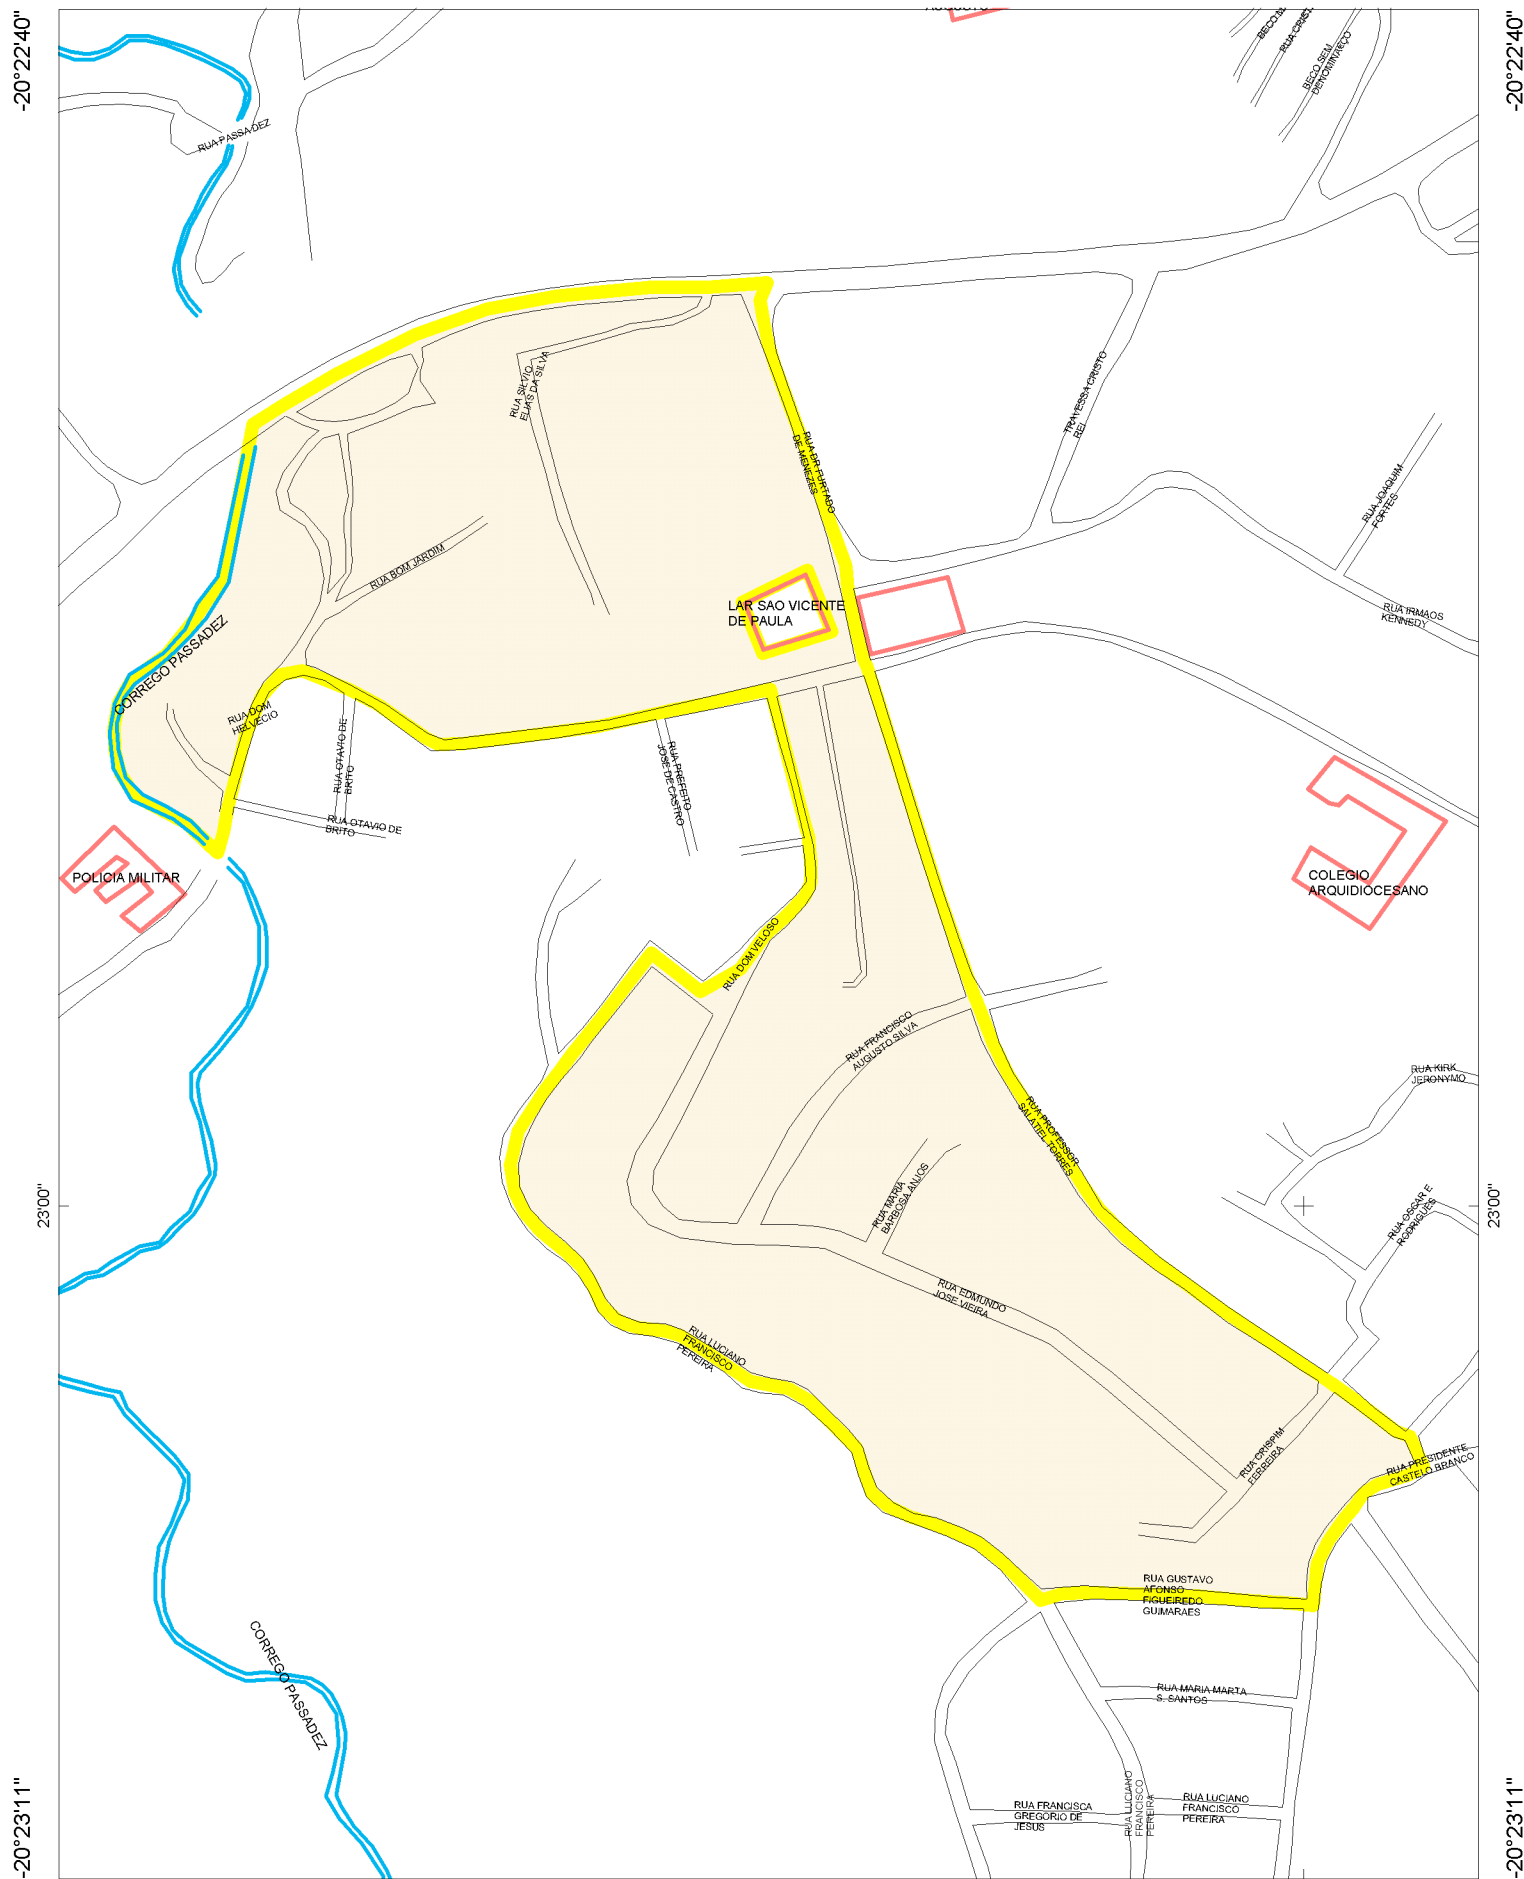 -20°22'40"
-20°22'40"
RUA CRIST
BECO SEM
DENOMINACÇO
RUA PASSA DEZ
RUA SILVIO
ELIAS DA SILVA
TRAVESSA CRISTO
REI
RUA DR FURTADO
DE MENEZES
RUA JOAQUIM
FORTES
RUA BOM JARDIM
LAR SAO VICENTE
DE PAULA
RUA IRMAOS
KENNEDY
CORREGO PASSADEZ
RUA DOM
HELVECIO
RUA OTAVIO DE
BRITO
RUA PREFEITO
JOSE DE CASTRO
RUA OTAVIO DE
BRITO
POLICIA MILITAR
COLEGIO
ARQUIDIOCESANO
RUA DOM VELOSO
RUA FRANCISCO
AUGUSTO SILVA
RUA KIRK
JERONYMO
RUA PROFESSOR
SALATIEL TORRES
RUA MARIA
BARBOSA ANJOS
23'00"
23'00"
RUA OSCAR E.
RODRIGUES
RUA EDMUNDO
JOSE VIEIRA
RUA LUCIANO
FRANCISCO
PEREIRA
RUA CRISPIM
FERREIRA
RUA PRESIDENTE
CASTELO BRANCO
RUA GUSTAVO
AFONSO
FIGUEIREDO
GUIMARAES
CORREGO PASSADEZ
RUA MARIA MARTA
S. SANTOS
RUA FRANCISCA
GREGORIO DE
JESUS
RUA LUCIANO
FRANCISCO
PEREIRA
RUA LUCIANO
FRANCISCO
PEREIRA
-20°23'11"
-20°23'11"